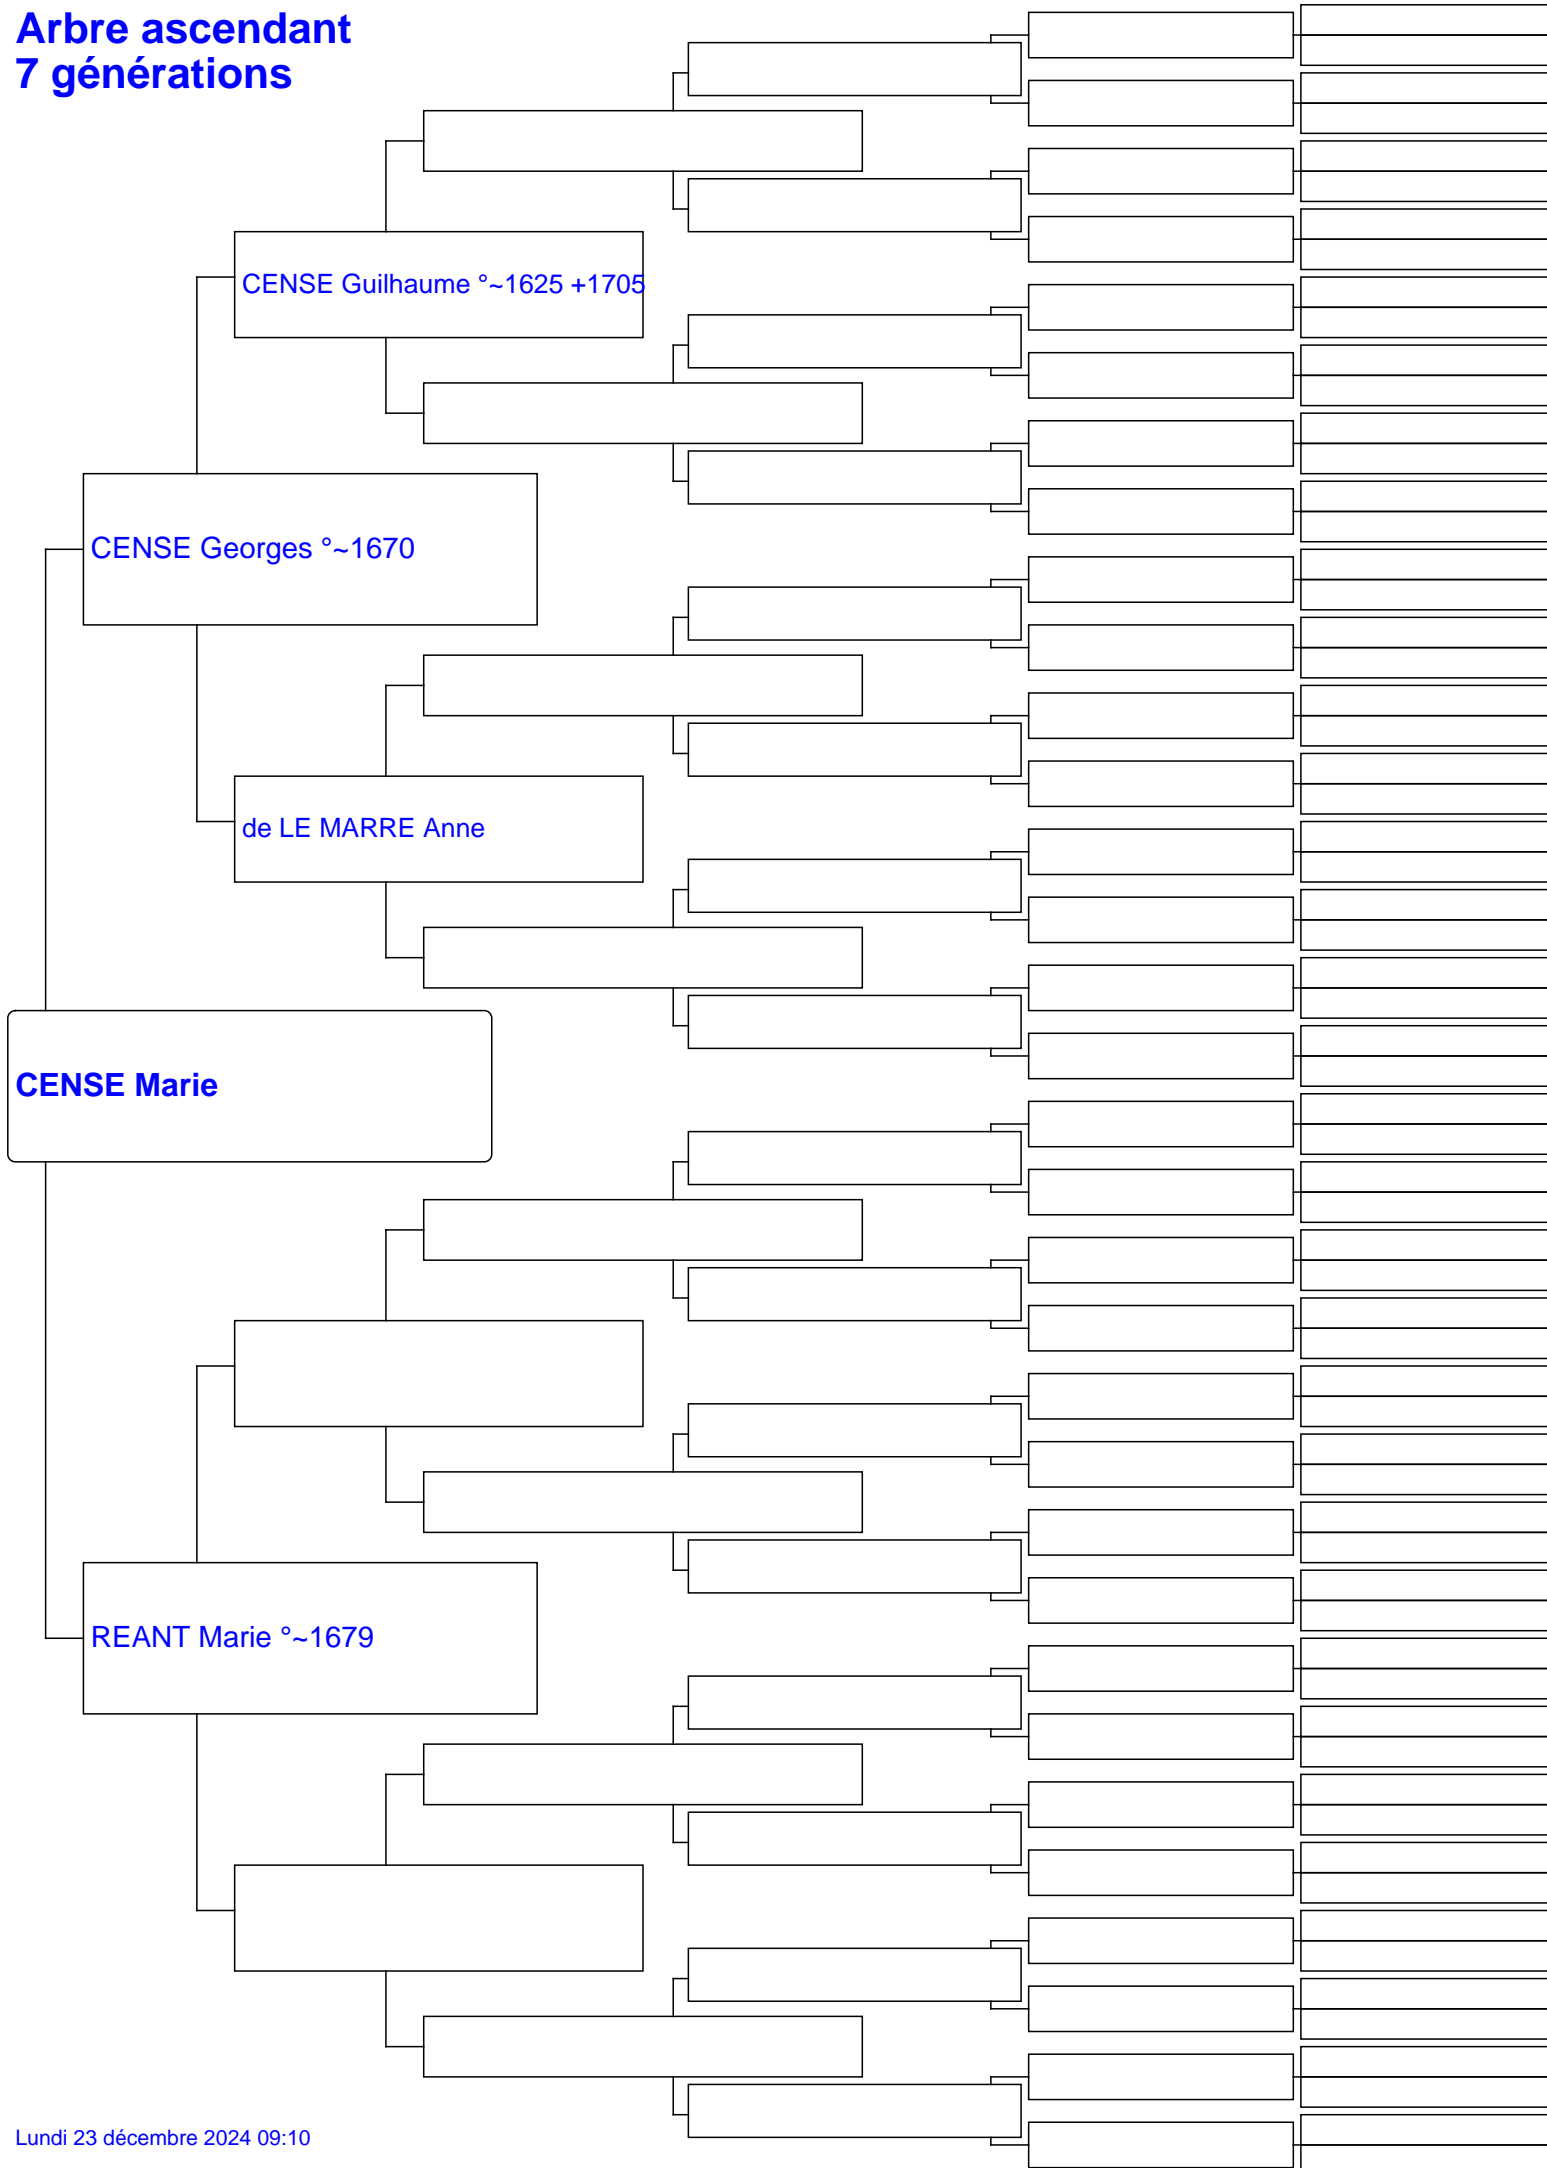 Arbre ascendant
7 générations
CENSE Guilhaume °~1625 +1705
CENSE Georges °~1670
de LE MARRE Anne
CENSE Marie
REANT Marie °~1679
Lundi 23 décembre 2024 09:10